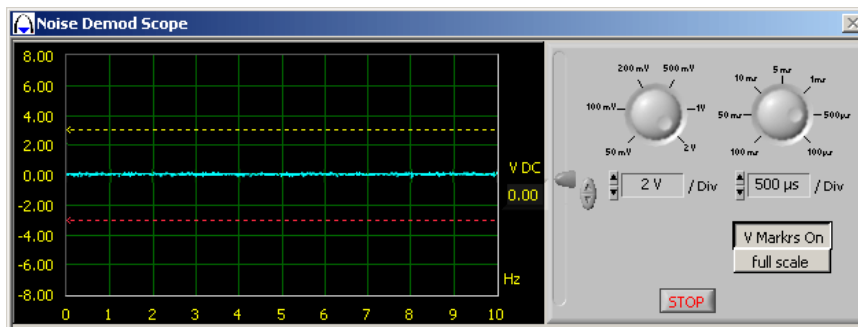 Noise Demod Scope
8.00
6.00
4.00
2.00
0.00
-2.00
-4.00
-6.00
-8.00
0 1 2 3 4 5 6 7 8 9 10
V DC
0.00
Hz
200 mV 500 mV
100 mV 1V
50 mV 2 V
2 V / Div
5 ms
10 ms 1ms
50 ms 500µs
100 ms 100µs
500 µs / Div
V Markrs On
full scale
STOP